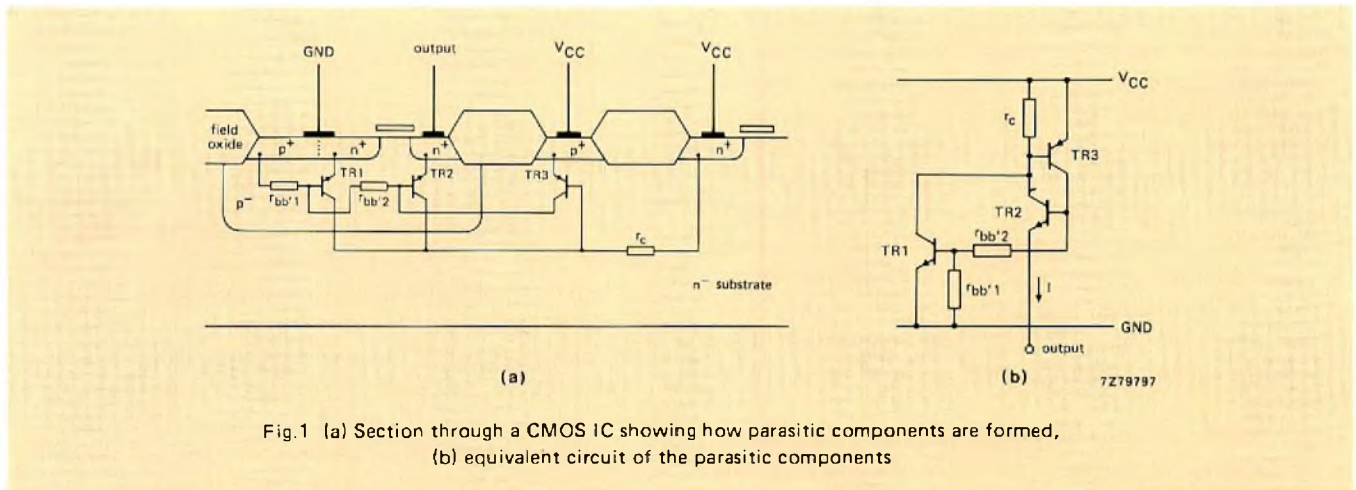 GND
output
VCC
VCC
field
oxide
p+
n+
n+
p+
n+
TR1
TR2
TR3
p−
rbb'1
rbb'2
rc
n− substrate
(a)
VCC
rc
TR3
TR2
rbb'2
TR1
rbb'1
I
GND
output
(b)
7Z79797
Fig.1 (a) Section through a CMOS IC showing how parasitic components are formed,
(b) equivalent circuit of the parasitic components